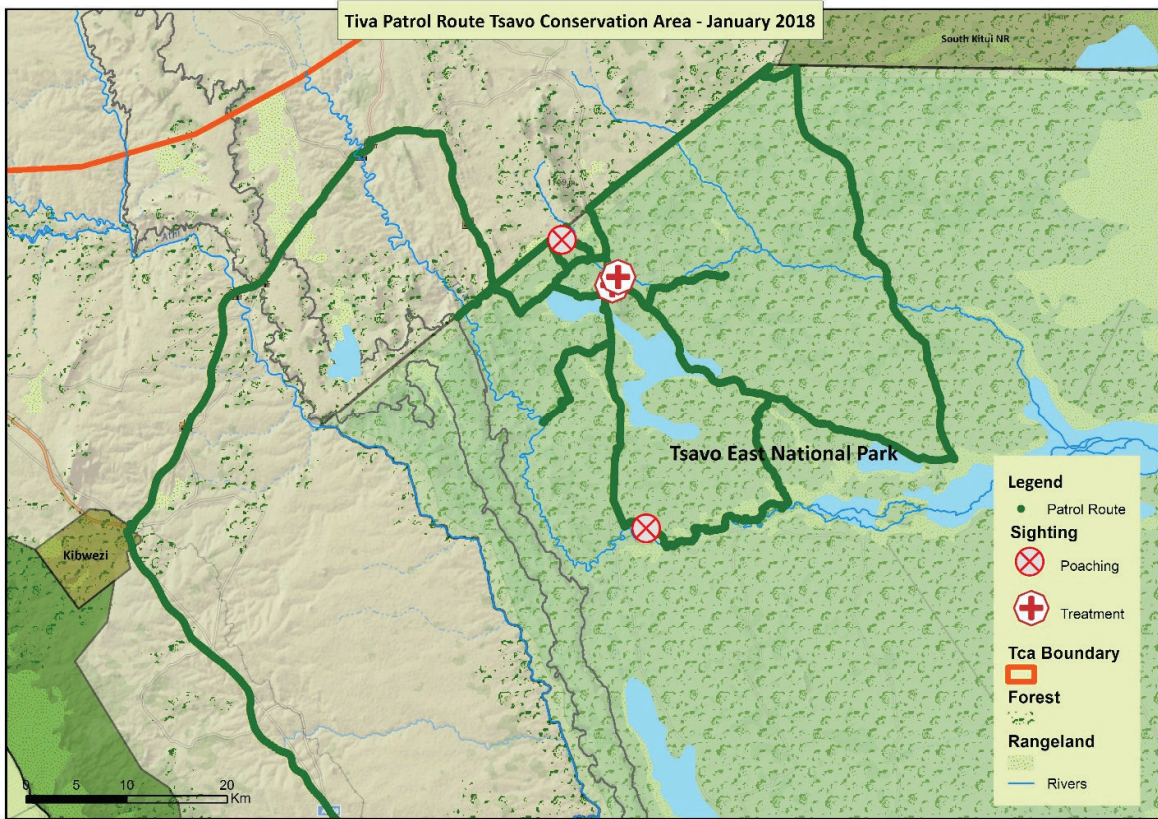 Tiva Patrol Route Tsavo Conservation Area - January 2018
South Kitui NR
Athi
Tsavo East National Park
Kibwezi
Legend
Patrol Route
Sighting
Poaching
Treatment
Tca Boundary
Forest
Rangeland
Rivers
0 5 10 20
Km